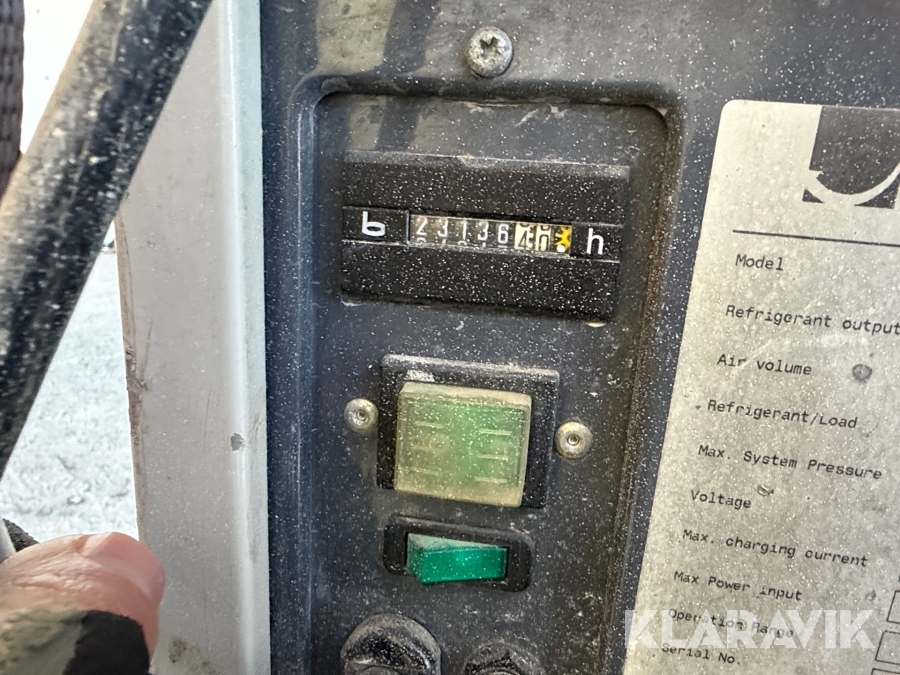 b 2313640 h
Model
Refrigerant output
Air volume
Refrigerant/Load
Max. System Pressure
Voltage
Max. charging current
Max Power input
Operation Range
Serial No.
KLARAVIK